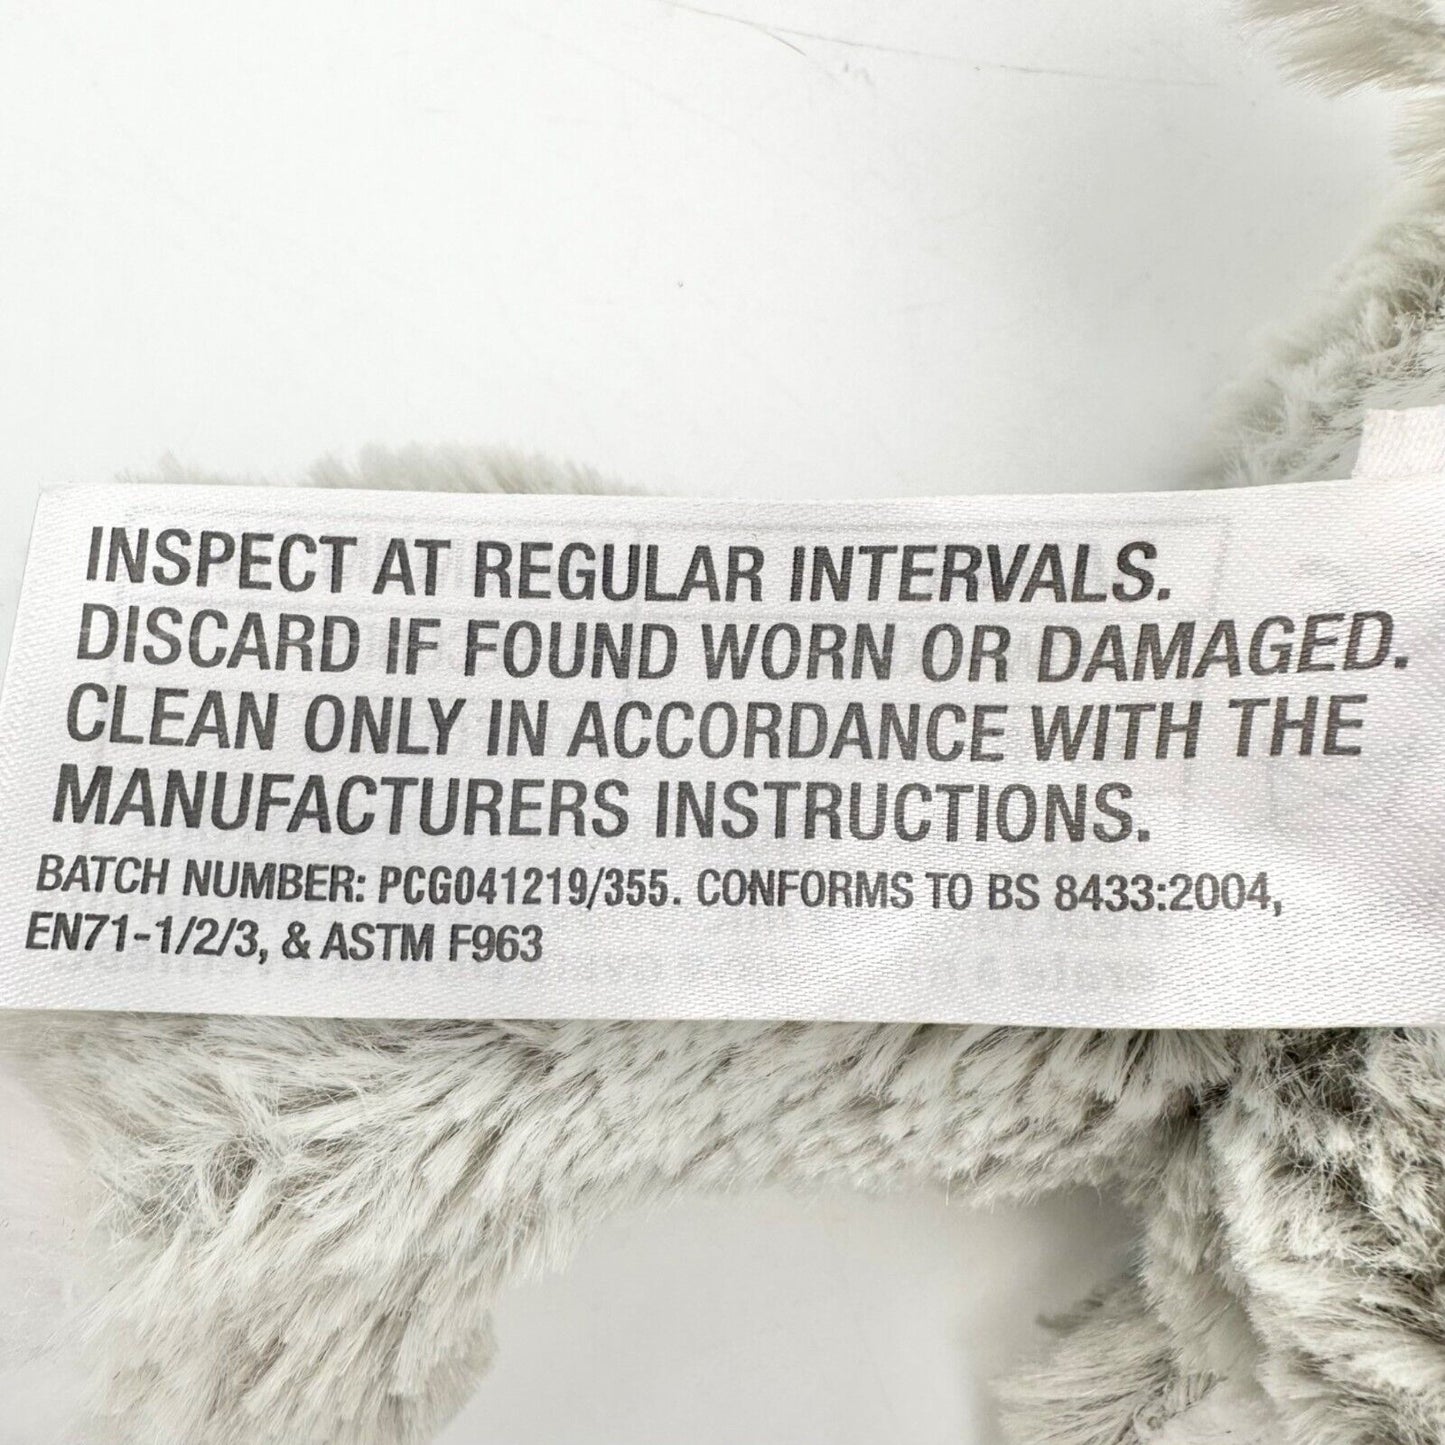 INSPECT AT REGULAR INTERVALS.
DISCARD IF FOUND WORN OR DAMAGED.
CLEAN ONLY IN ACCORDANCE WITH THE
MANUFACTURERS INSTRUCTIONS.
BATCH NUMBER: PCG041219/355. CONFORMS TO BS 8433:2004,
EN71-1/2/3, & ASTM F963